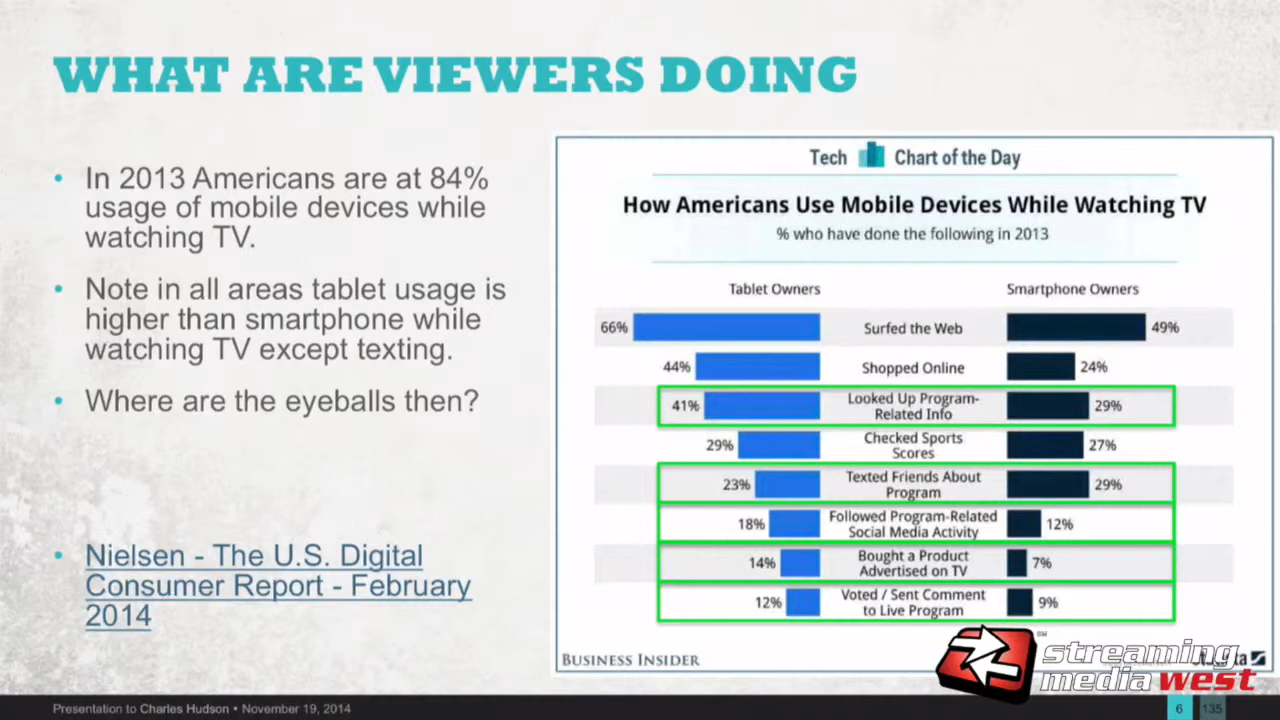 WHAT ARE VIEWERS DOING
• In 2013 Americans are at 84%
usage of mobile devices while
watching TV.
• Note in all areas tablet usage is
higher than smartphone while
watching TV except texting.
• Where are the eyeballs then?
• Nielsen - The U.S. Digital
Consumer Report - February
2014
Tech Chart of the Day
How Americans Use Mobile Devices While Watching TV
% who have done the following in 2013
Tablet Owners Smartphone Owners
66% Surfed the Web 49%
44% Shopped Online 24%
41% Looked Up Program-
Related Info 29%
29% Checked Sports
Scores 27%
23% Texted Friends About
Program 29%
18% Followed Program-Related
Social Media Activity 12%
14% Bought a Product
Advertised on TV 7%
12% Voted / Sent Comment
to Live Program 9%
BUSINESS INSIDER
streaming
media west
SM
Presentation to Charles Hudson • November 19, 2014
6 135